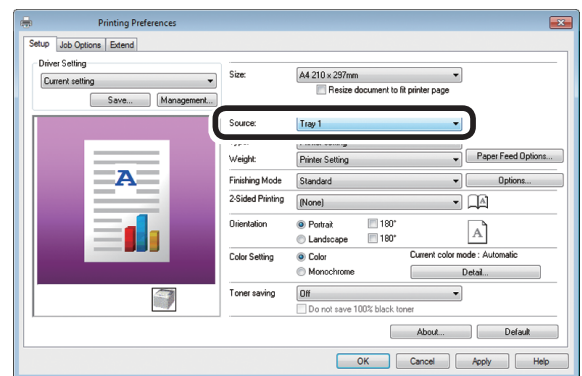 Printing Preferences
Setup Job Options Extend
Driver Setting
Current setting
Save... Management...
Size: A4 210 x 297mm
Resize document to fit printer page
Source: Tray 1
Weight: Printer Setting Paper Feed Options...
Finishing Mode Standard Options...
2-Sided Printing (None) A
Orientation Portrait 180°
Landscape 180° A
Color Setting Color Current color mode : Automatic
Monochrome Detail...
Toner saving Off
Do not save 100% black toner
A
About... Default
OK Cancel Apply Help